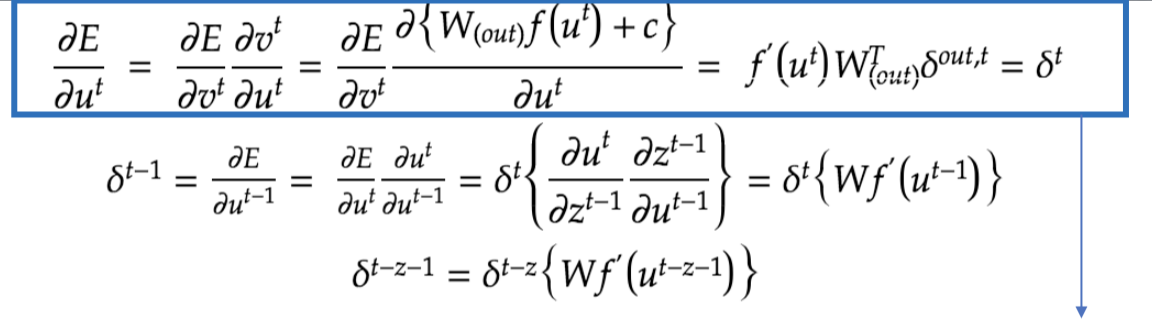 ∂E/∂u^t = ∂E/∂v^t ∂v^t/∂u^t = ∂E/∂v^t ∂{W_(out) f(u^t) + c}/∂u^t = f′(u^t) W^T_(out) δ^{out,t} = δ^t
δ^{t−1} = ∂E/∂u^{t−1} = ∂E/∂u^t ∂u^t/∂u^{t−1} = δ^t {∂u^t/∂z^{t−1} ∂z^{t−1}/∂u^{t−1}} = δ^t {W f′(u^{t−1})}
δ^{t−z−1} = δ^{t−z} {W f′(u^{t−z−1})}